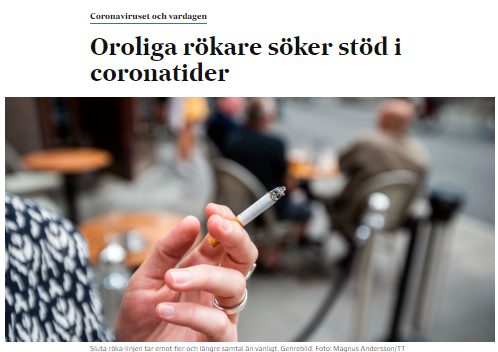 Coronaviruset och vardagen
Oroliga rökare söker stöd i
coronatider
Sluta röka-linjen tar emot fler och längre samtal än vanligt. Genrebild. Foto: Magnus Andersson/TT